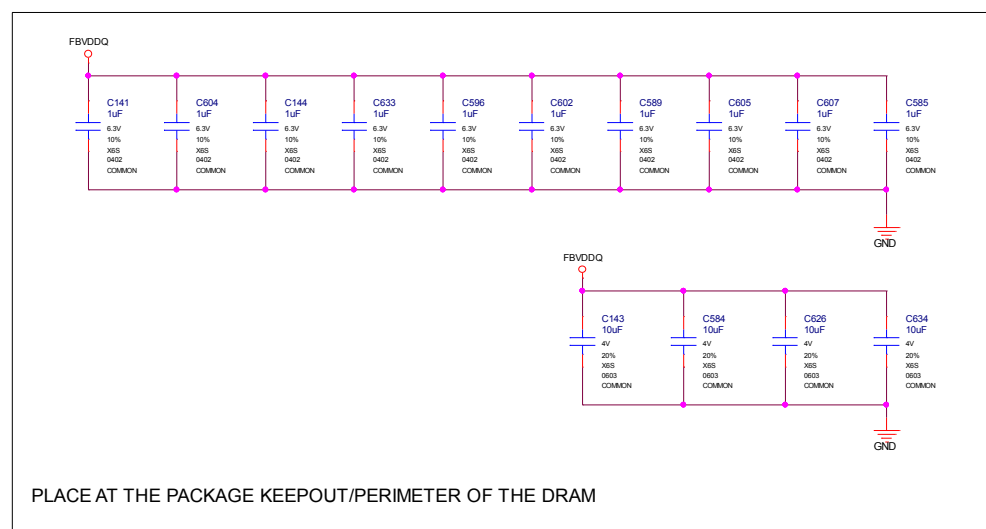 FBVDDQ
C141
1uF
6.3V
10%
X6S
0402
COMMON
C604
1uF
6.3V
10%
X6S
0402
COMMON
C144
1uF
6.3V
10%
X6S
0402
COMMON
C633
1uF
6.3V
10%
X6S
0402
COMMON
C596
1uF
6.3V
10%
X6S
0402
COMMON
C602
1uF
6.3V
10%
X6S
0402
COMMON
C589
1uF
6.3V
10%
X6S
0402
COMMON
C605
1uF
6.3V
10%
X6S
0402
COMMON
C607
1uF
6.3V
10%
X6S
0402
COMMON
C585
1uF
6.3V
10%
X6S
0402
COMMON
GND
FBVDDQ
C143
10uF
4V
20%
X6S
0603
COMMON
C584
10uF
4V
20%
X6S
0603
COMMON
C626
10uF
4V
20%
X6S
0603
COMMON
C634
10uF
4V
20%
X6S
0603
COMMON
GND
PLACE AT THE PACKAGE KEEPOUT/PERIMETER OF THE DRAM